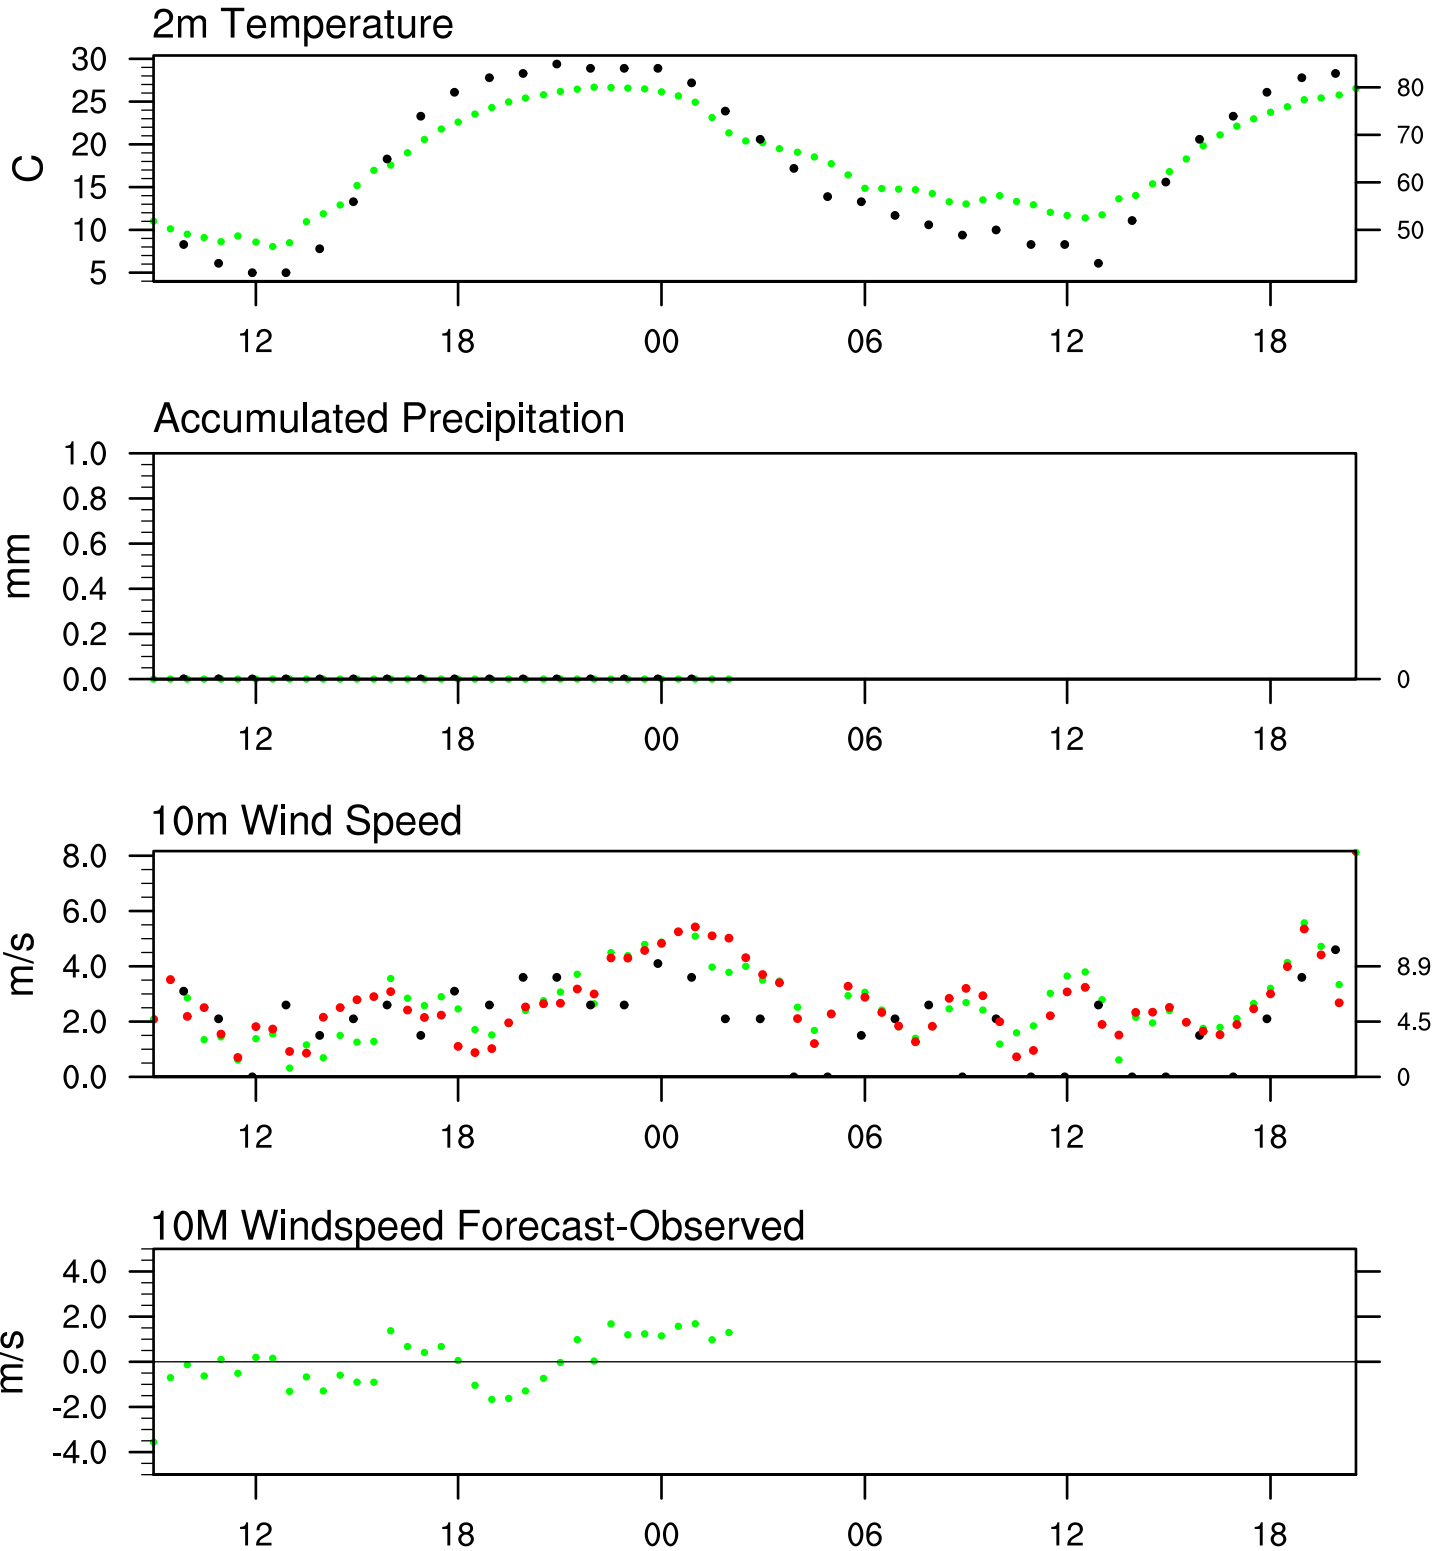 2m Temperature
30
25
20
15
10
5
C
80
70
60
50
12 18 00 06 12 18
Accumulated Precipitation
1.0
0.8
0.6
0.4
0.2
0.0
mm
0
12 18 00 06 12 18
10m Wind Speed
8.0
6.0
4.0
2.0
0.0
m/s
8.9
4.5
0
12 18 00 06 12 18
10M Windspeed Forecast-Observed
4.0
2.0
0.0
-2.0
-4.0
m/s
12 18 00 06 12 18